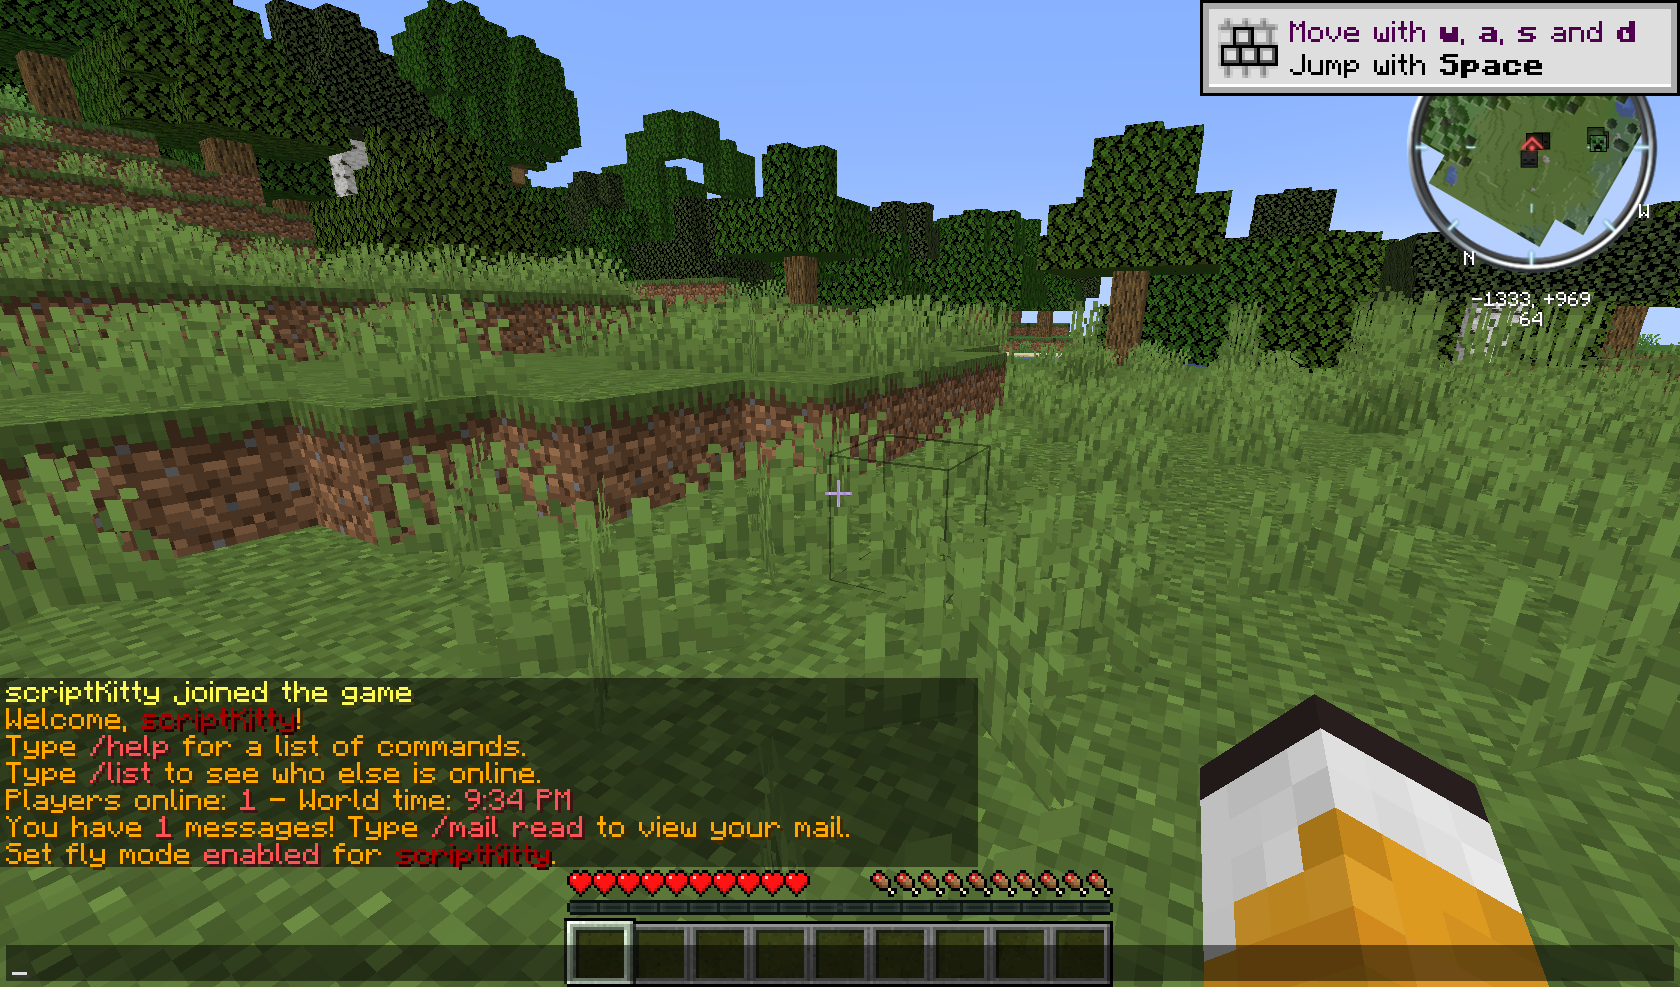 Move with w, a, s and d
Jump with Space
W
N
-1333, +969
64
scriptKitty joined the game
Welcome, scriptKitty!
Type /help for a list of commands.
Type /list to see who else is online.
Players online: 1 - World time: 9:34 PM
You have 1 messages! Type /mail read to view your mail.
Set fly mode enabled for scriptKitty.
_